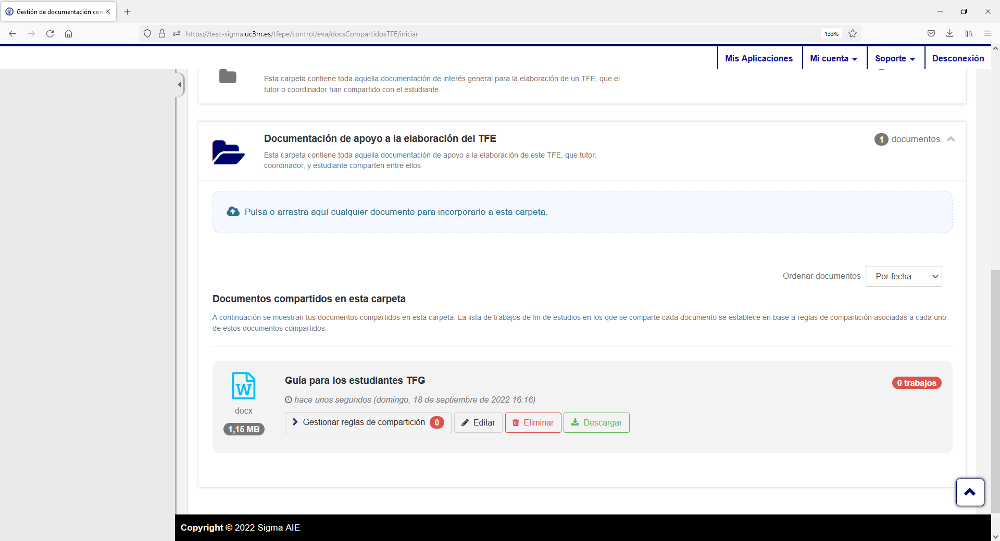 Gestión de documentación con
https://test-sigma.uc3m.es/tfepe/control/eva/docsCompartidosTFE/iniciar
133%
Mis Aplicaciones
Mi cuenta
Soporte
Desconexión
Esta carpeta contiene toda aquella documentación de interés general para la elaboración de un TFE, que el
tutor o coordinador han compartido con el estudiante.
Documentación de apoyo a la elaboración del TFE
1 documentos
Esta carpeta contiene toda aquella documentación de apoyo a la elaboración de este TFE, que tutor,
coordinador, y estudiante comparten entre ellos.
Pulsa o arrastra aquí cualquier documento para incorporarlo a esta carpeta.
Ordenar documentos
Por fecha
Documentos compartidos en esta carpeta
A continuación se muestran tus documentos compartidos en esta carpeta. La lista de trabajos de fin de estudios en los que se comparte cada documento se establece en base a reglas de compartición asociadas a cada uno
de estos documentos compartidos.
W
docx
1,15 MB
Guía para los estudiantes TFG
0 trabajos
hace unos segundos (domingo, 18 de septiembre de 2022 16:16)
Gestionar reglas de compartición 0
Editar
Eliminar
Descargar
Copyright © 2022 Sigma AIE